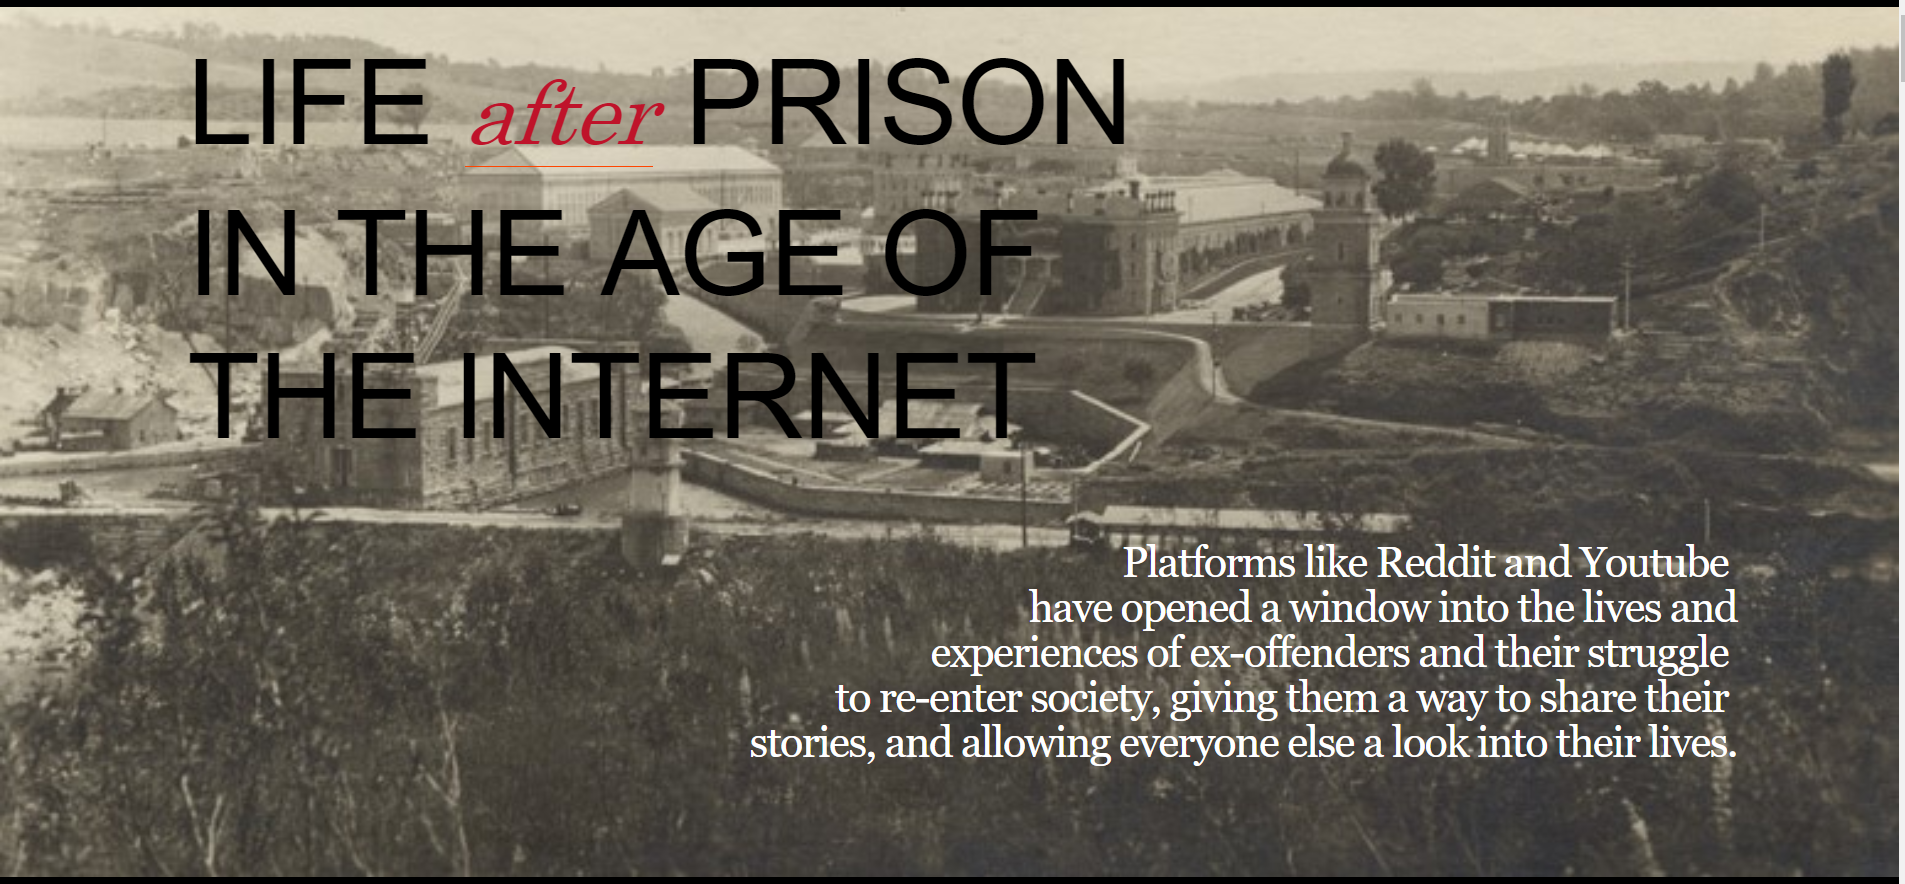 LIFE after PRISON
IN THE AGE OF
THE INTERNET
Platforms like Reddit and Youtube
have opened a window into the lives and
experiences of ex-offenders and their struggle
to re-enter society, giving them a way to share their
stories, and allowing everyone else a look into their lives.